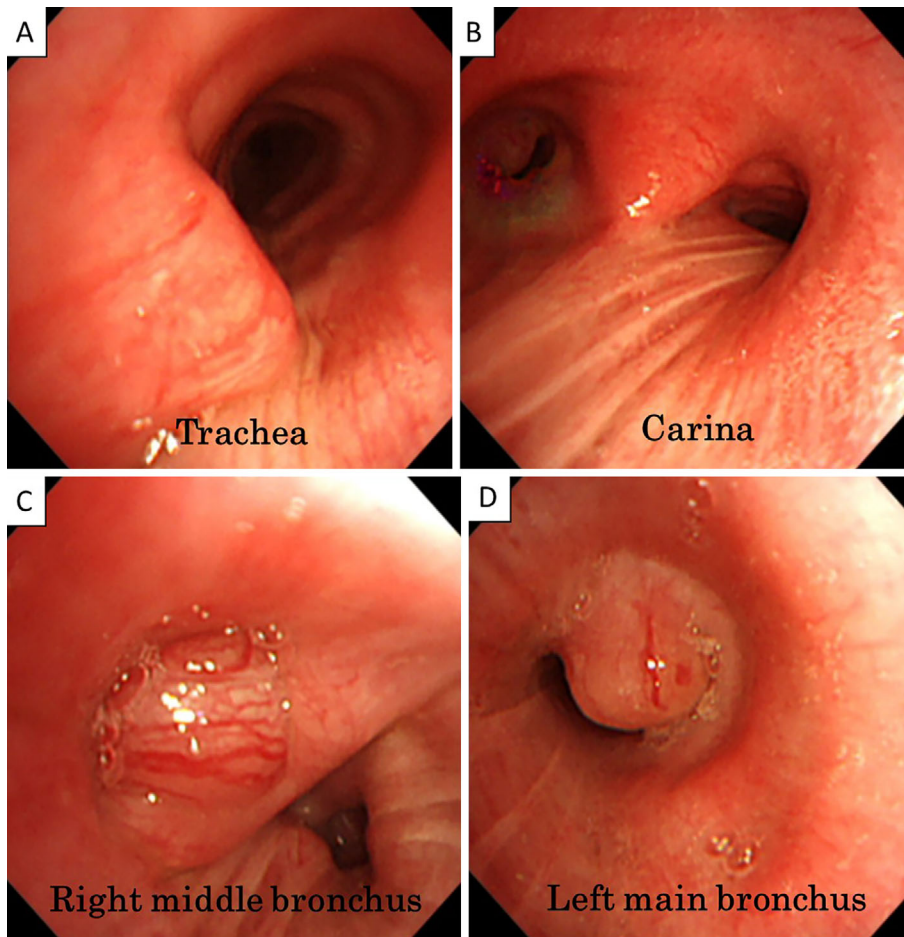 A
Trachea
B
Carina
C
Right middle bronchus
D
Left main bronchus